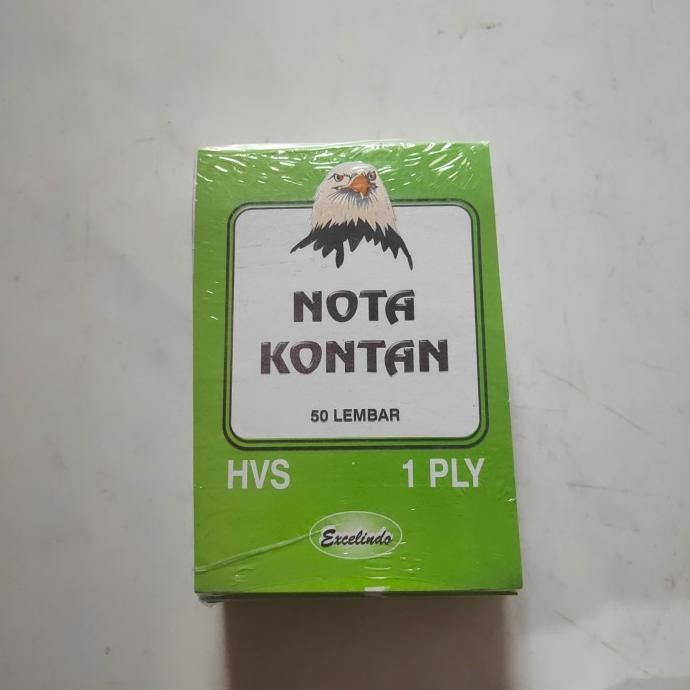 NOTA
KONTAN
50 LEMBAR
HVS 1 PLY
Excelindo